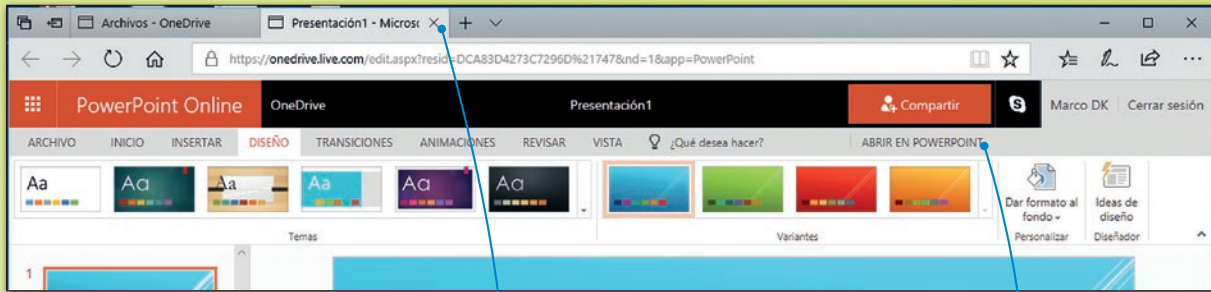 Archivos - OneDrive
Presentación1 - Microsc
https://onedrive.live.com/edit.aspx?resid=DCA83D4273C7296D%21747&nd=1&app=PowerPoint
PowerPoint Online
OneDrive
Presentación1
Compartir
Marco DK
Cerrar sesión
ARCHIVO
INICIO
INSERTAR
DISEÑO
TRANSICIONES
ANIMACIONES
REVISAR
VISTA
¿Qué desea hacer?
ABRIR EN POWERPOINT
Aa
Aa
Aa
Aa
Aa
Aa
Dar formato al
fondo
Ideas de
diseño
Temas
Variantes
Personalizar
Diseñador
1